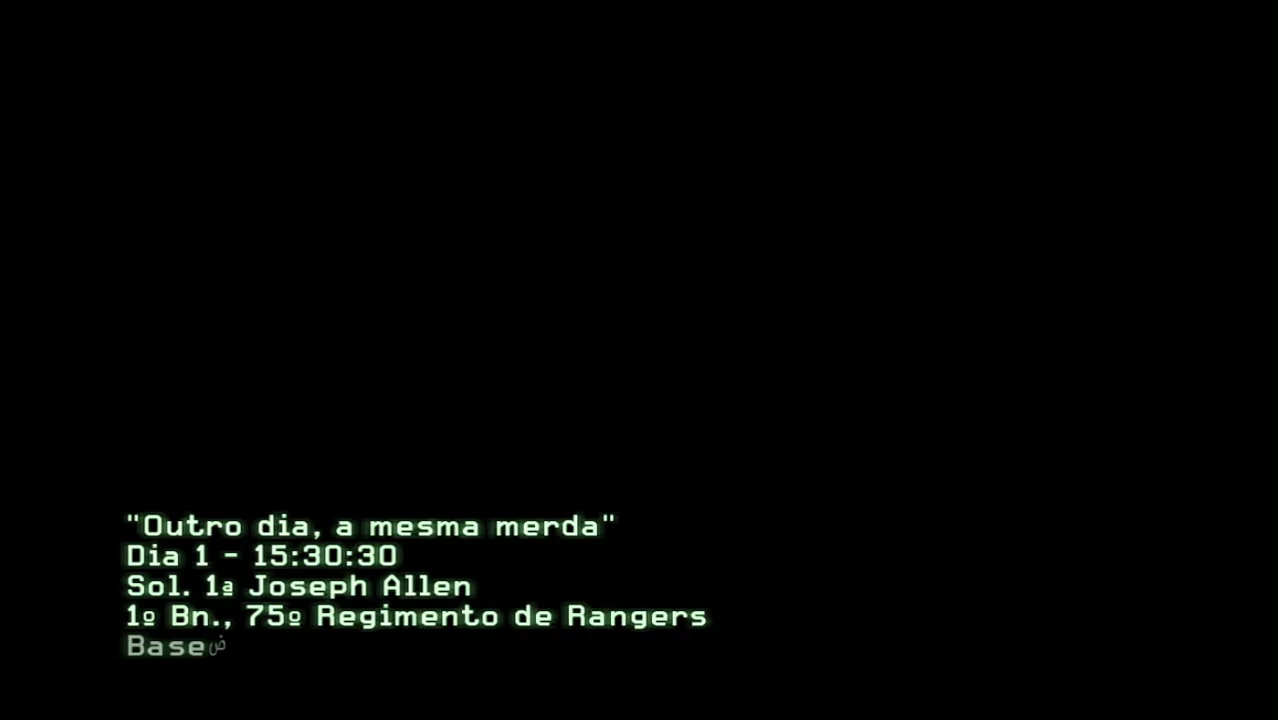 "Outro dia, a mesma merda"
Dia 1 - 15:30:30
Sol. 1ª Joseph Allen
1º Bn., 75º Regimento de Rangers
Baseض